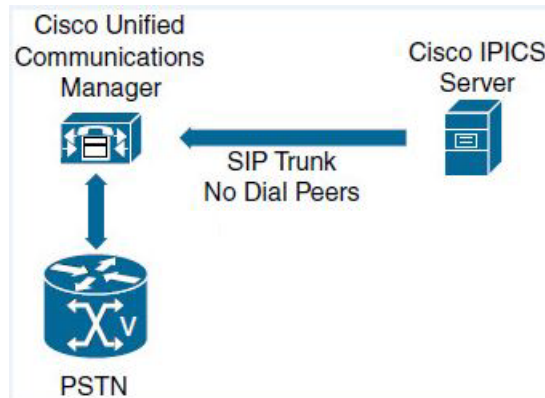 Cisco Unified
Communications
Manager
Cisco IPICS
Server
SIP Trunk
No Dial Peers
V
PSTN